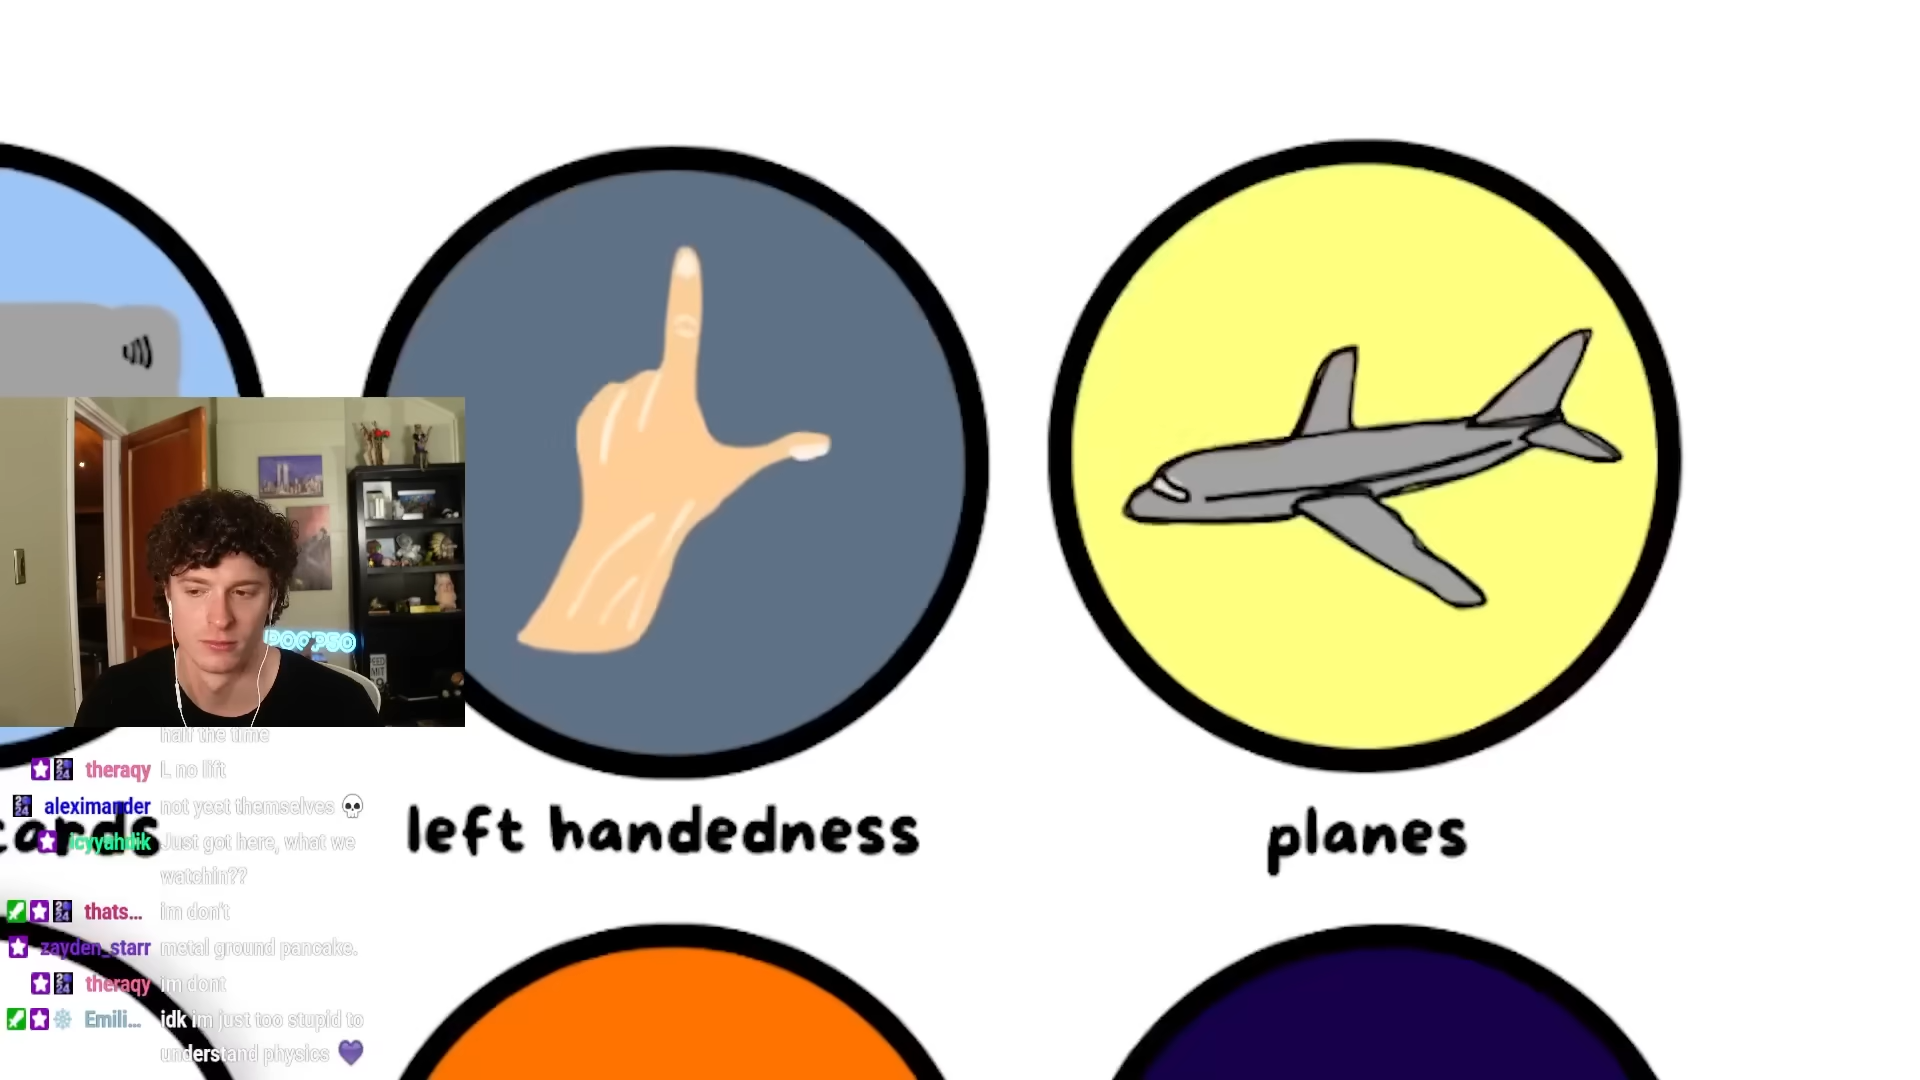 left handedness
planes
cards
half the time
theraqy L no lift
aleximander not yeet themselves 💀
icyyahdik Just got here, what we
watchin??
thats... im don't
zayden_starr metal ground pancake.
theraqy im dont
Emili... idk im just too stupid to
understand physics 💜